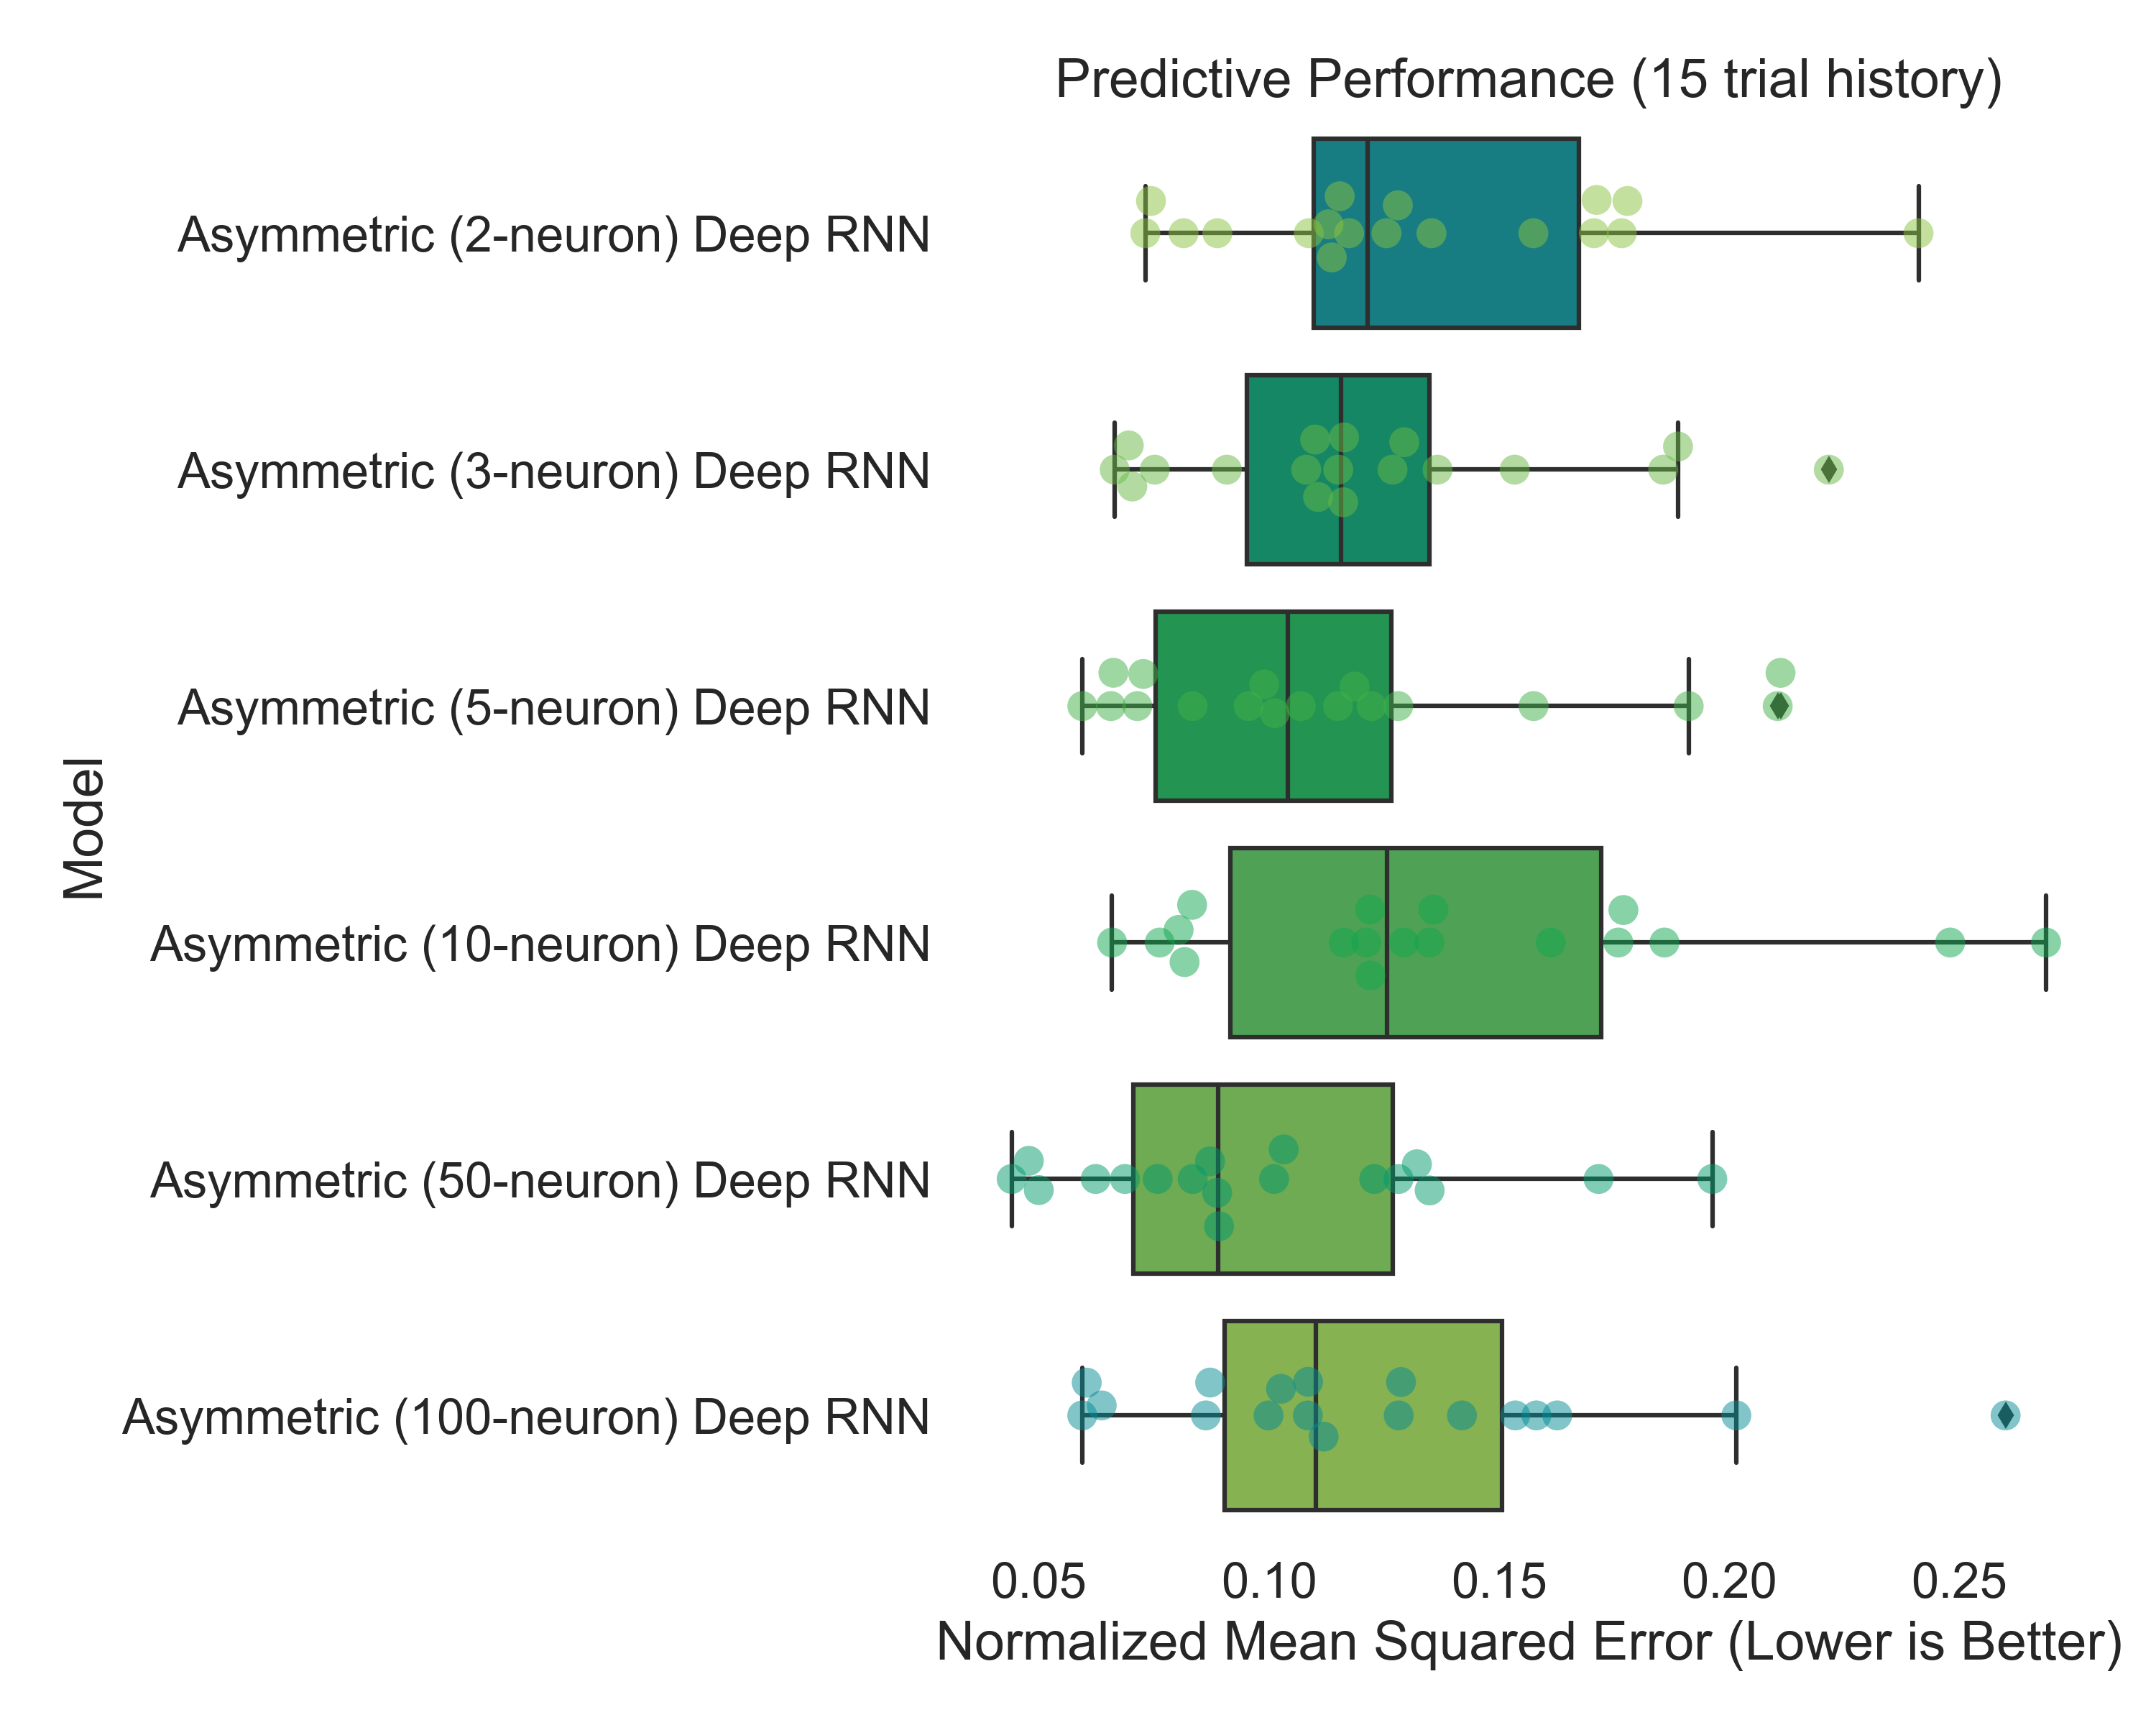 Predictive Performance (15 trial history)
Asymmetric (2-neuron) Deep RNN
Asymmetric (3-neuron) Deep RNN
Asymmetric (5-neuron) Deep RNN
Model
Asymmetric (10-neuron) Deep RNN
Asymmetric (50-neuron) Deep RNN
Asymmetric (100-neuron) Deep RNN
0.05 0.10 0.15 0.20 0.25
Normalized Mean Squared Error (Lower is Better)